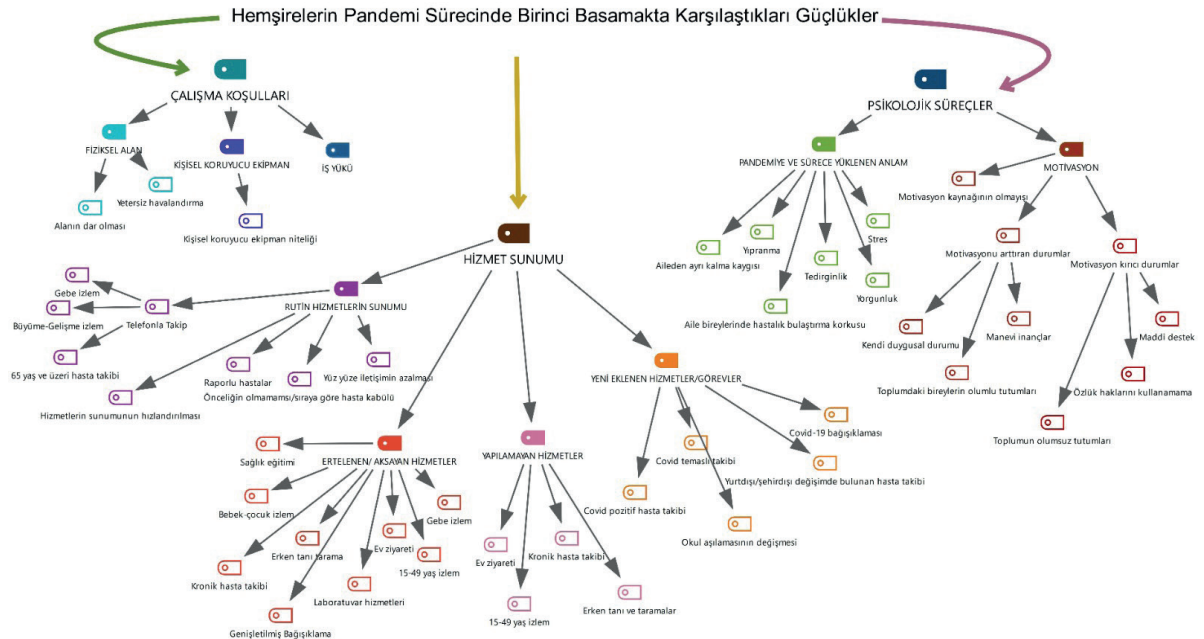 Hemşirelerin Pandemi Sürecinde Birinci Basamakta Karşılaştıkları Güçlükler
ÇALIŞMA KOŞULLARI
FİZİKSEL ALAN
KİŞİSEL KORUYUCU EKİPMAN
İŞ YÜKÜ
Yetersiz havalandırma
Alanın dar olması
Kişisel koruyucu ekipman niteliği
PSİKOLOJİK SÜREÇLER
PANDEMİYE VE SÜRECE YÜKLENEN ANLAM
MOTİVASYON
Motivasyon kaynağının olmayışı
Aileden ayrı kalma kaygısı
Yıpranma
Stres
Tedirginlik
Yorgunluk
Aile bireylerinde hastalık bulaştırma korkusu
Motivasyonu arttıran durumlar
Motivasyon kırıcı durumlar
Kendi duygusal durumu
Manevi inançlar
Maddi destek
Toplumdaki bireylerin olumlu tutumları
Özlük haklarını kullanamama
Toplumun olumsuz tutumları
HİZMET SUNUMU
RUTİN HİZMETLERİN SUNUMU
Gebe izlem
Büyüme-Gelişme izlem
Telefonla Takip
65 yaş ve üzeri hasta takibi
Hizmetlerin sunumunun hızlandırılması
Raporlu hastalar
Önceliğin olmamamsı/sıraya göre hasta kabülü
Yüz yüze iletişimin azalması
YENİ EKLENEN HİZMETLER/GÖREVLER
Covid-19 bağışıklaması
Covid temaslı takibi
Yurtdışı/şehirdışı değişimde bulunan hasta takibi
Covid pozitif hasta takibi
Okul aşılamasının değişmesi
ERTELENEN/ AKSAYAN HİZMETLER
Sağlık eğitimi
Bebek-çocuk izlem
Gebe izlem
Erken tanı tarama
Ev ziyareti
15-49 yaş izlem
Kronik hasta takibi
Laboratuvar hizmetleri
Genişletilmiş Bağışıklama
YAPILAMAYAN HİZMETLER
Ev ziyareti
Kronik hasta takibi
15-49 yaş izlem
Erken tanı ve taramalar